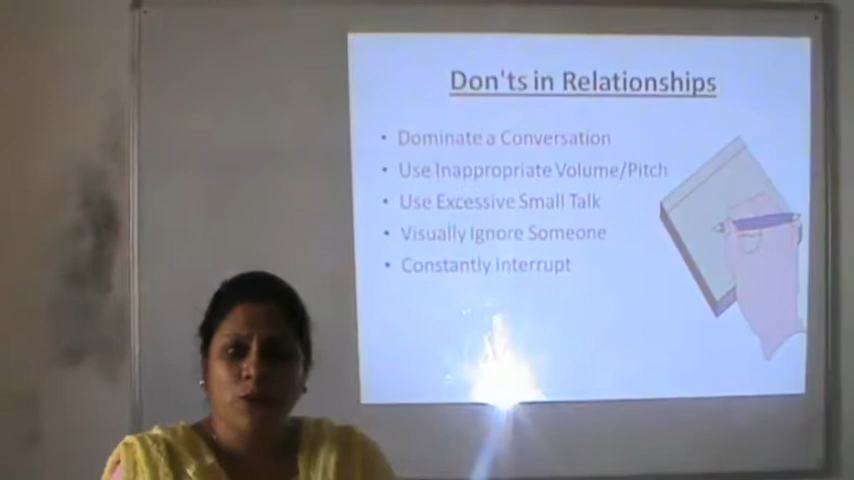 Don'ts in Relationships
• Dominate a Conversation
• Use Inappropriate Volume/Pitch
• Use Excessive Small Talk
• Visually Ignore Someone
• Constantly Interrupt